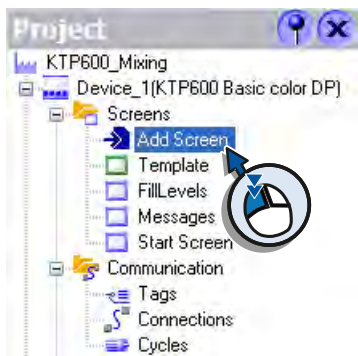 Project
KTP600_Mixing
Device_1(KTP600 Basic color DP)
Screens
Add Screen
Template
FillLevels
Messages
Start Screen
Communication
Tags
Connections
Cycles